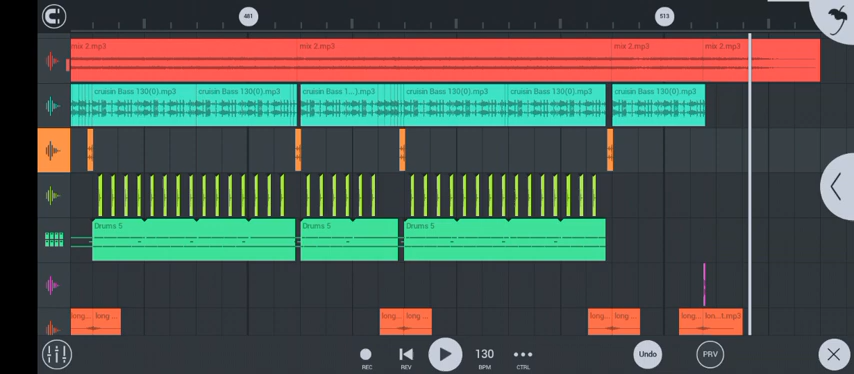 481
513
mix 2.mp3
mix 2.mp3
mix 2.mp3
mix 2.mp3
cruisin Bass 130(0).mp3
cruisin Bass 130(0).mp3
cruisin Bass 1...).mp3
cruisin Bass 130(0).mp3
cruisin Bass 130(0).mp3
cruisin Bass 130(0).mp3
Drums 5
Drums 5
Drums 5
long...
long ...
long...
long ...
long...
long ...
long...
lon...t.mp3
REC
REV
130
BPM
CTRL
Undo
PRV